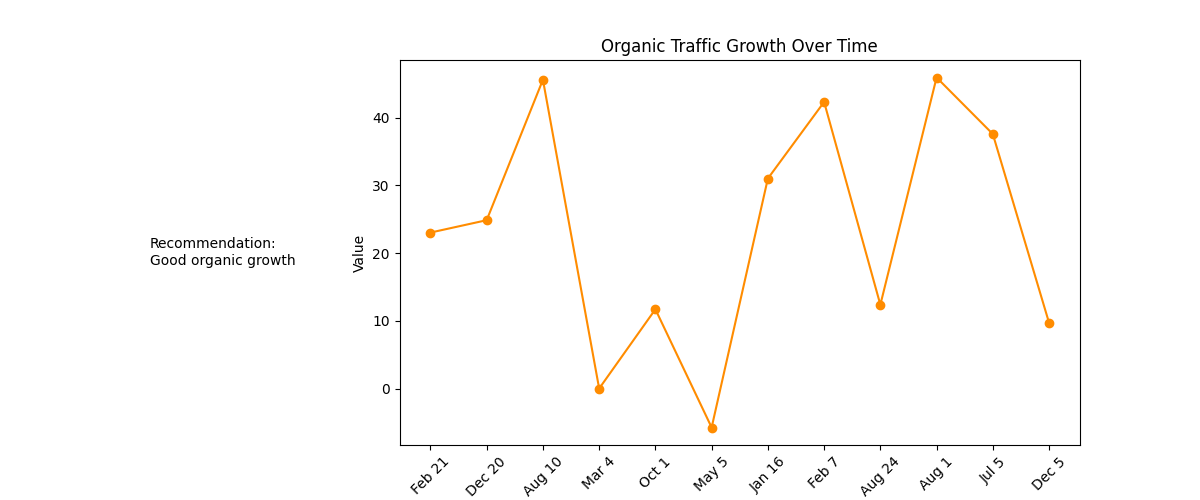 Organic Traffic Growth Over Time
Recommendation:
Good organic growth
Value
40
30
20
10
0
Feb 21
Dec 20
Aug 10
Mar 4
Oct 1
May 5
Jan 16
Feb 7
Aug 24
Aug 1
Jul 5
Dec 5